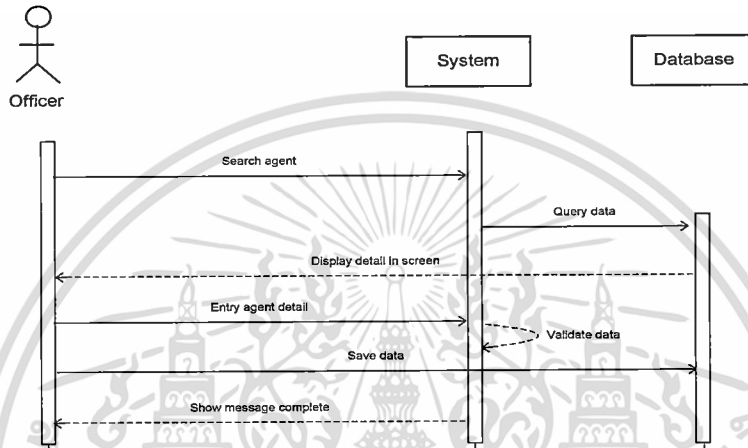 Officer
System
Database
Search agent
Query data
Display detail in screen
Entry agent detail
Validate data
Save data
Show message complete